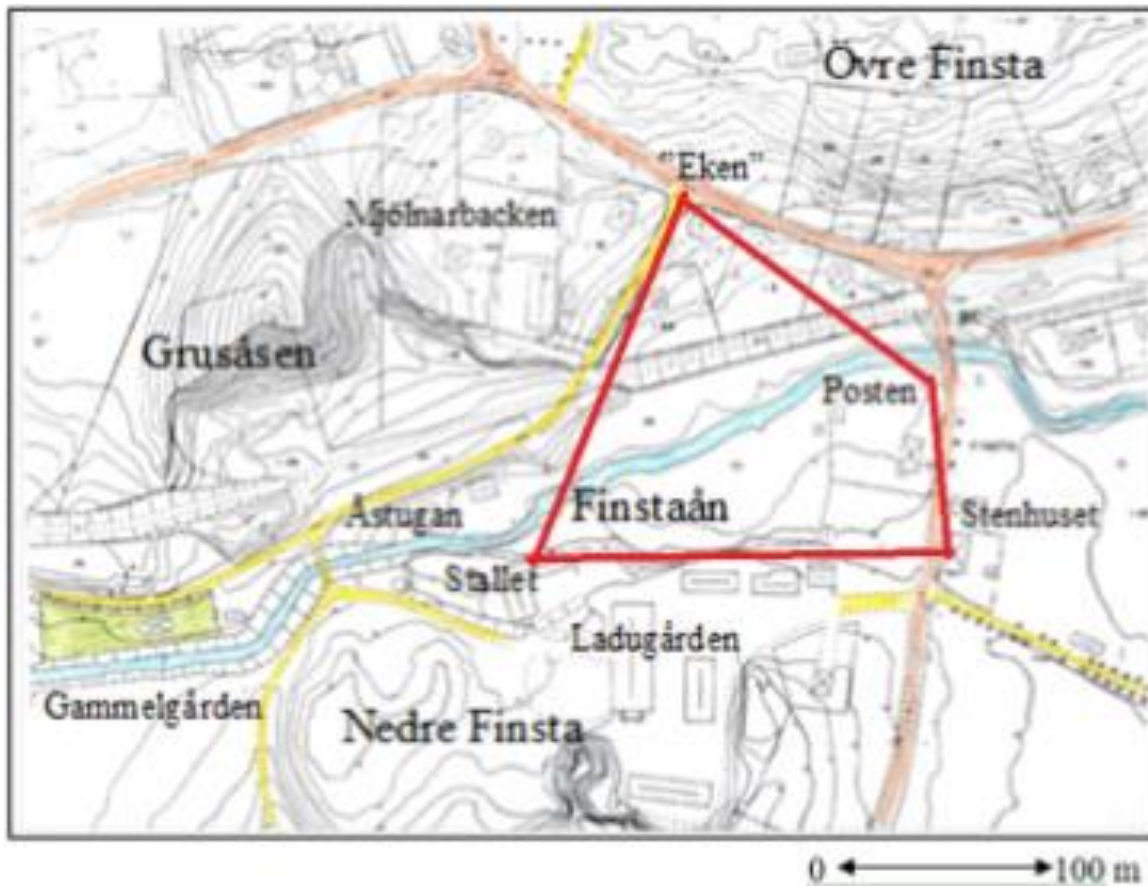 Övre Finsta
"Eken"
Mjölnarbacken
Grusåsen
Posten
Åstugan
Finstaån
Stenhuset
Stallet
Ladugården
Gammelgården
Nedre Finsta
0 100 m